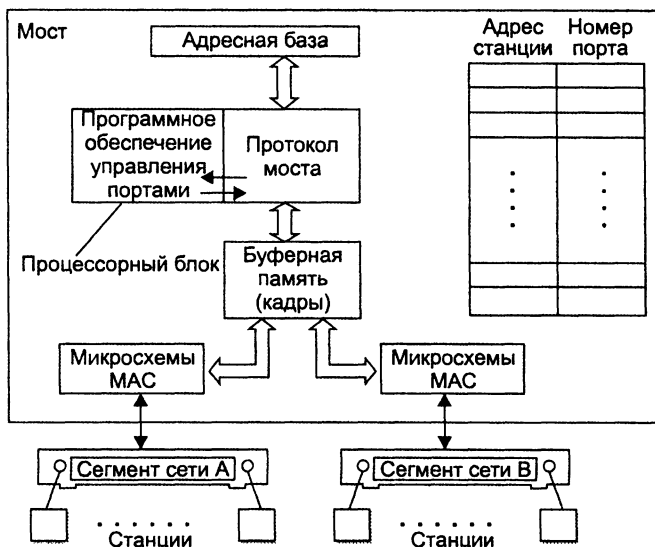 Мост
Адресная база
Адрес станции
Номер порта
Программное
обеспечение
управления
портами
Протокол
моста
Процессорный блок
Буферная
память
(кадры)
Микросхемы
MAC
Микросхемы
MAC
Сегмент сети A
Сегмент сети B
Станции
Станции